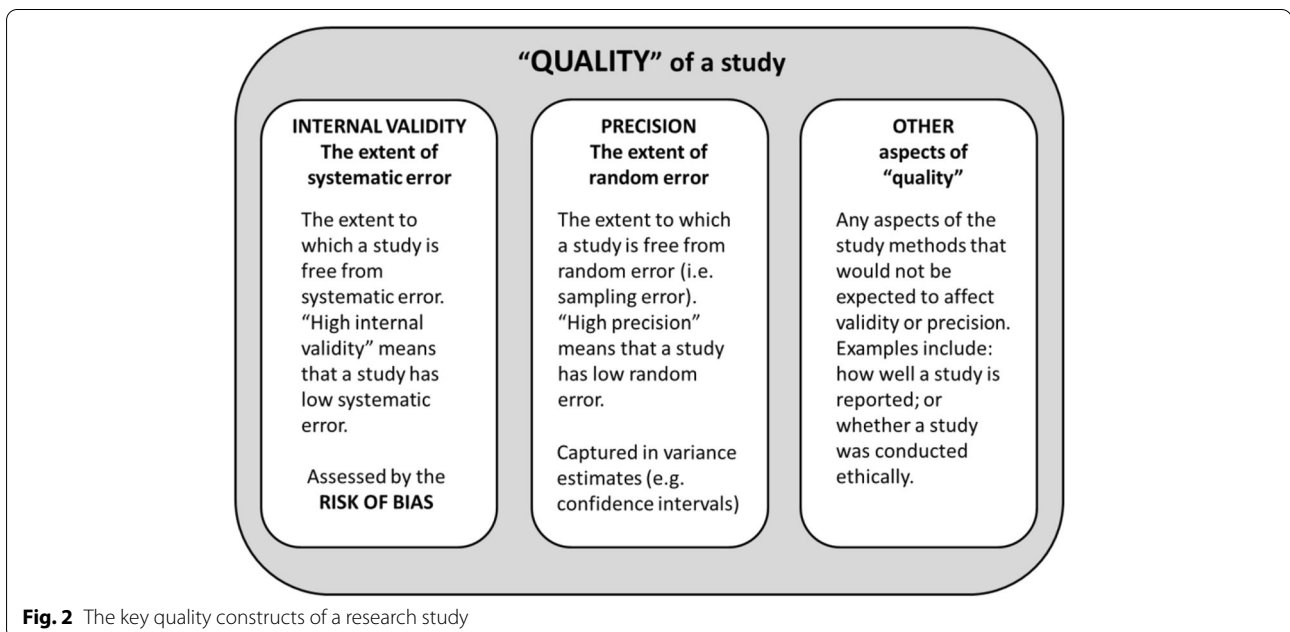 “QUALITY” of a study
INTERNAL VALIDITY
The extent of
systematic error
The extent to
which a study is
free from
systematic error.
“High internal
validity” means
that a study has
low systematic
error.
Assessed by the
RISK OF BIAS
PRECISION
The extent of
random error
The extent to which
a study is free from
random error (i.e.
sampling error).
“High precision”
means that a study
has low random
error.
Captured in variance
estimates (e.g.
confidence intervals)
OTHER
aspects of
“quality”
Any aspects of the
study methods that
would not be
expected to affect
validity or precision.
Examples include:
how well a study is
reported; or
whether a study
was conducted
ethically.
Fig. 2 The key quality constructs of a research study